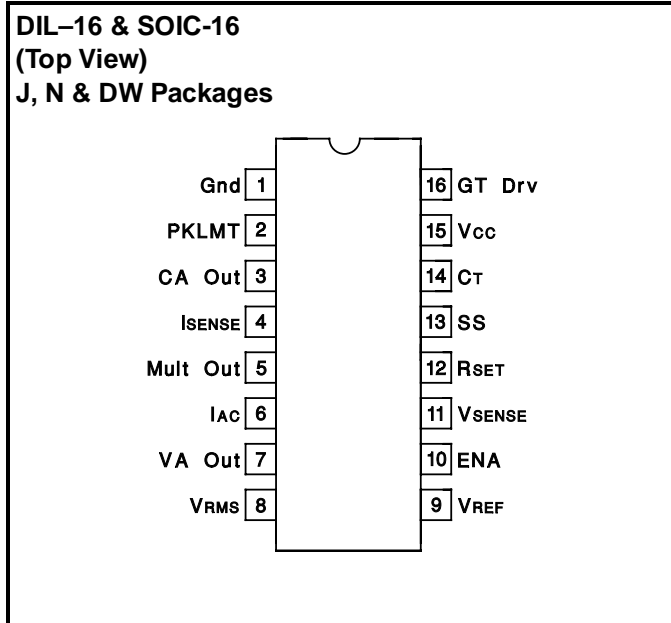 DIL–16 & SOIC-16
(Top View)
J, N & DW Packages
Gnd 1
16 GT Drv
PKLMT 2
15 VCC
CA Out 3
14 CT
ISENSE 4
13 SS
Mult Out 5
12 RSET
IAC 6
11 VSENSE
VA Out 7
10 ENA
VRMS 8
9 VREF